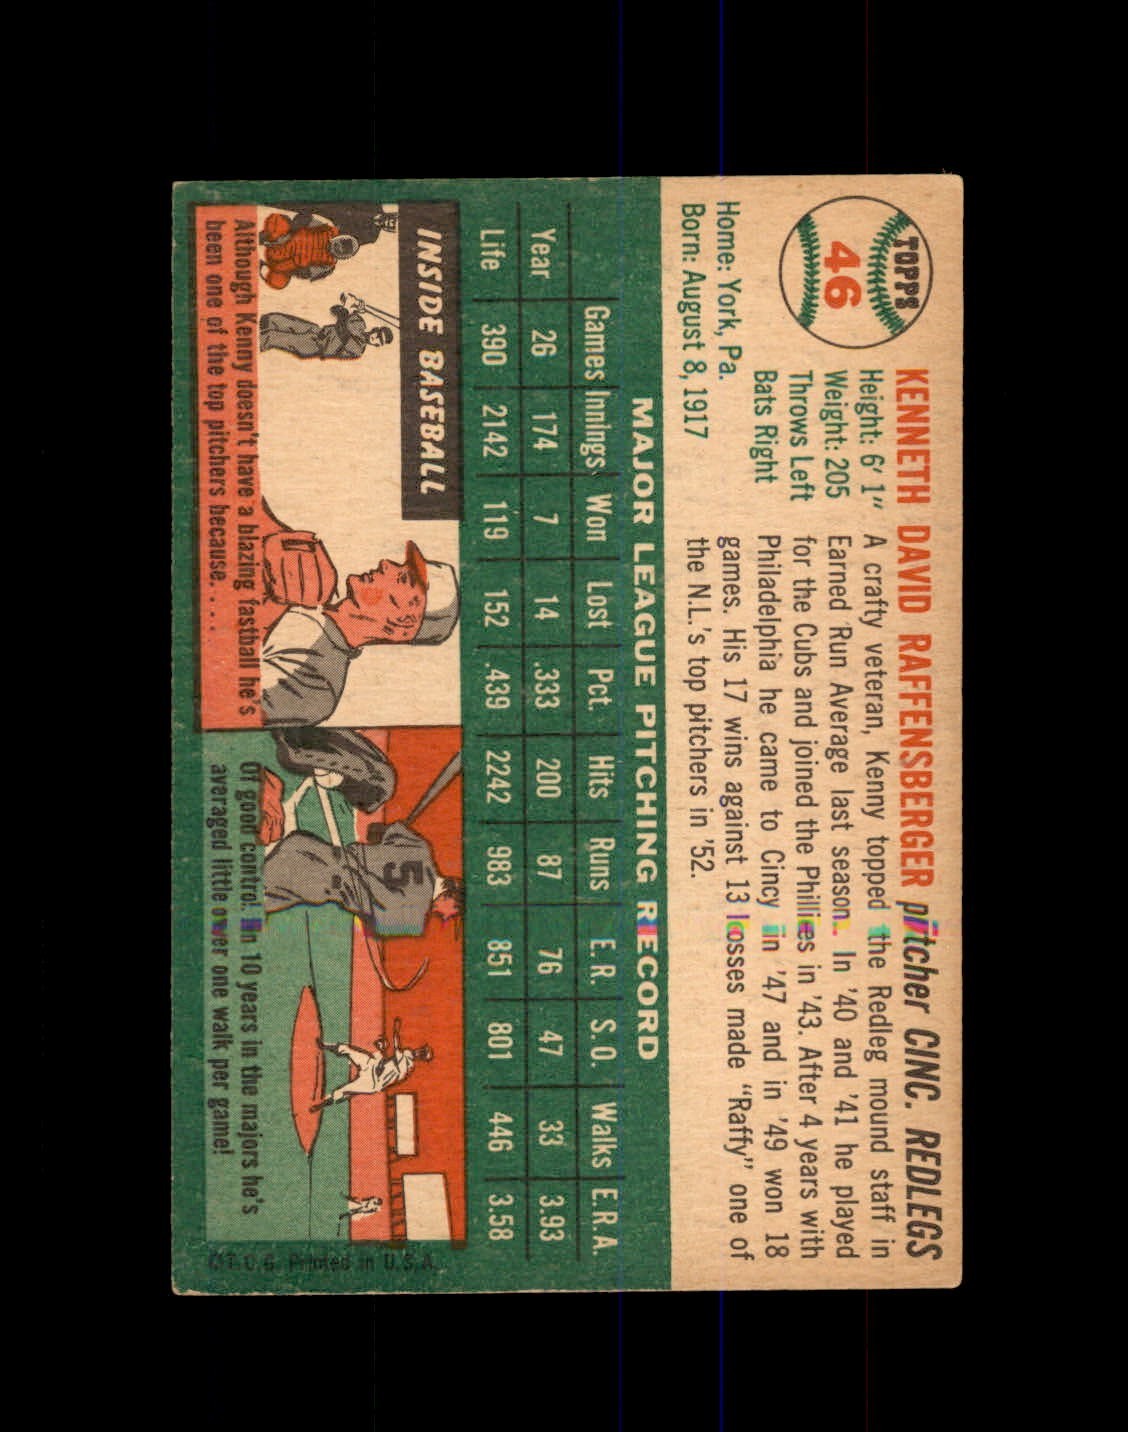 TOPPS
46
KENNETH DAVID RAFFENSBERGER pitcher CINC. REDLEGS
Height: 6' 1"
Weight: 205
Throws Left
Bats Right
Home: York, Pa.
Born: August 8, 1917
A crafty veteran, Kenny topped the Redleg mound staff in
Earned Run Average last season. In '40 and '41 he played
for the Cubs and joined the Phillies in '43. After 4 years with
Philadelphia he came to Cincy in '47 and in '49 won 18
games. His 17 wins against 13 losses made "Raffy" one of
the N.L.'s top pitchers in '52.
MAJOR LEAGUE PITCHING RECORD
Games Innings Won Lost Pct. Hits Runs E.R. S.O. Walks E.R.A.
Year 26 174 7 14 .333 200 87 76 47 33 3.93
Life 390 2142 119 152 .439 2242 983 851 801 446 3.58
INSIDE BASEBALL
Although Kenny doesn't have a blazing fastball he's
been one of the top pitchers because. . . .
5
Of good control. In 10 years in the majors he's
averaged little over one walk per game!
©T.C.G. Printed in U.S.A.